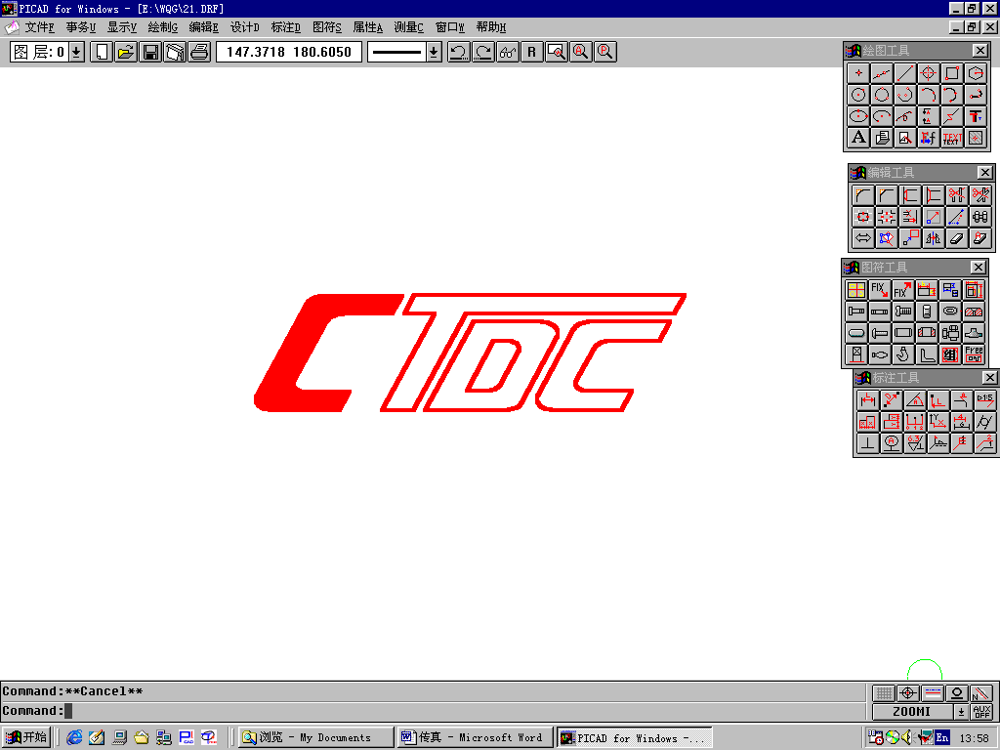 PICAD for Windows - [E:\WQG\21.DRF]
文件F 事务U 显示V 绘制G 编辑E 设计D 标注D 图符S 属性A 测量C 窗口W 帮助H
图 层: 0 147.3718 180.6050 R
绘图工具
A TEXT TEXT
编辑工具
图符工具
FIX FIX
FREE
标注工具
CTDC
Command:**Cancel**
Command:
ZOOMI AUX OFF
开始 浏览 - My Documents 传真 - Microsoft Word PICAD for Windows -... En 13:58